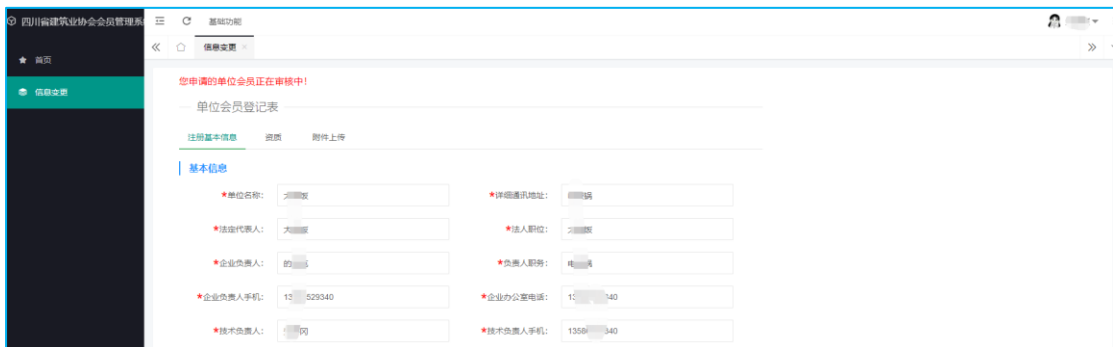 四川省建筑业协会会员管理系
基础功能
首页
信息变更
信息变更
您申请的单位会员正在审核中!
单位会员登记表
注册基本信息 资质 附件上传
基本信息
*单位名称: *详细通讯地址:
*法定代表人: *法人职位:
*企业负责人: *负责人职务:
*企业负责人手机: 13 529340 *企业办公室电话: 13 340
*技术负责人: *技术负责人手机: 1358 340